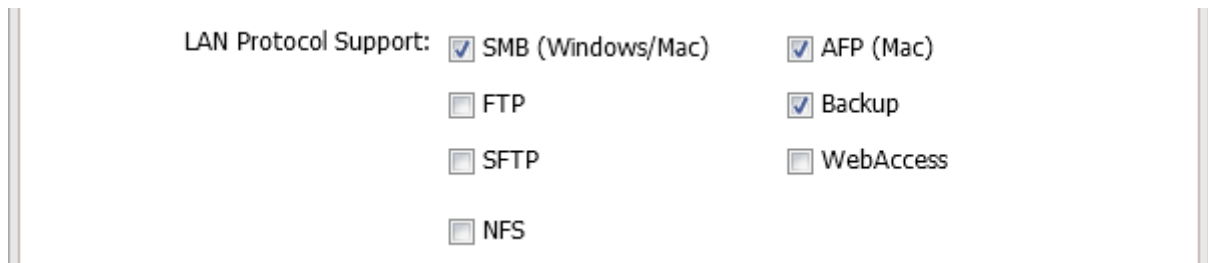 LAN Protocol Support: SMB (Windows/Mac) AFP (Mac)
FTP Backup
SFTP WebAccess
NFS